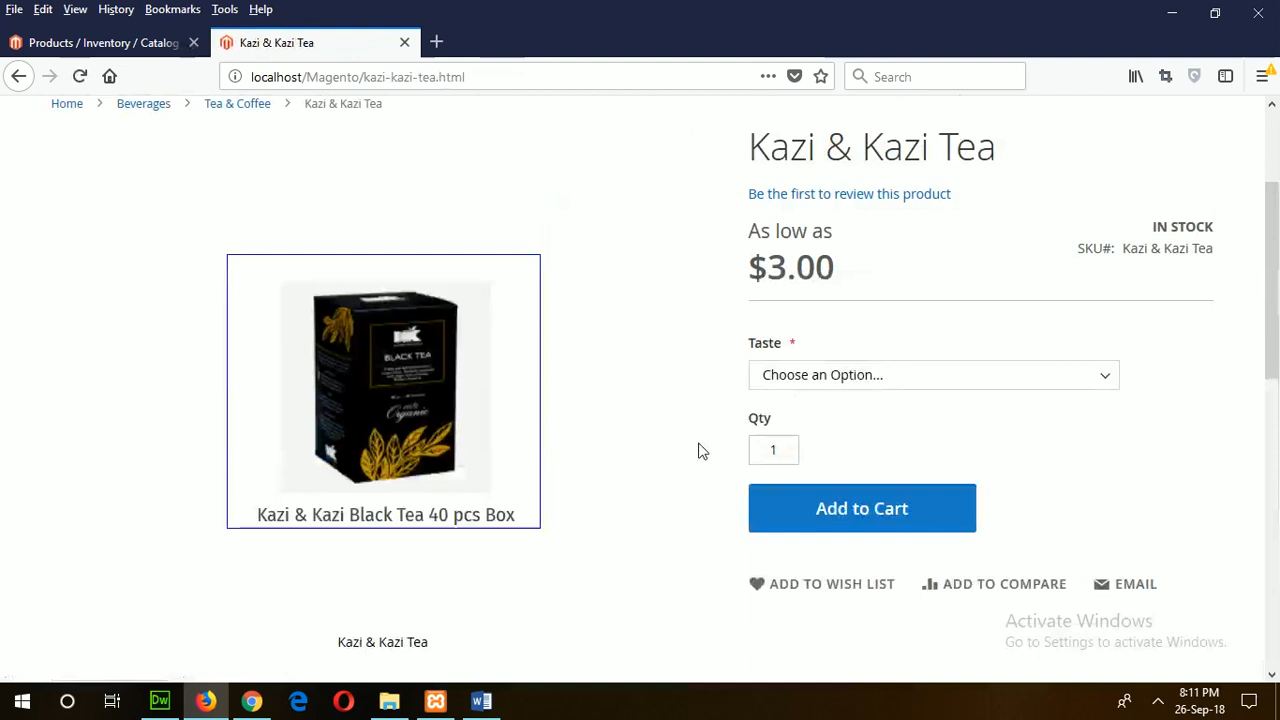 File Edit View History Bookmarks Tools Help
Products / Inventory / Catalog
Kazi & Kazi Tea
localhost/Magento/kazi-kazi-tea.html
Search
Home > Beverages > Tea & Coffee > Kazi & Kazi Tea
Kazi & Kazi Tea
Be the first to review this product
As low as
$3.00
IN STOCK
SKU#: Kazi & Kazi Tea
Taste *
Choose an Option...
Qty
1
Add to Cart
ADD TO WISH LIST
ADD TO COMPARE
EMAIL
BLACK TEA
Organic
Kazi & Kazi Black Tea 40 pcs Box
Kazi & Kazi Tea
Activate Windows
Go to Settings to activate Windows.
Dw
8:11 PM
26-Sep-18